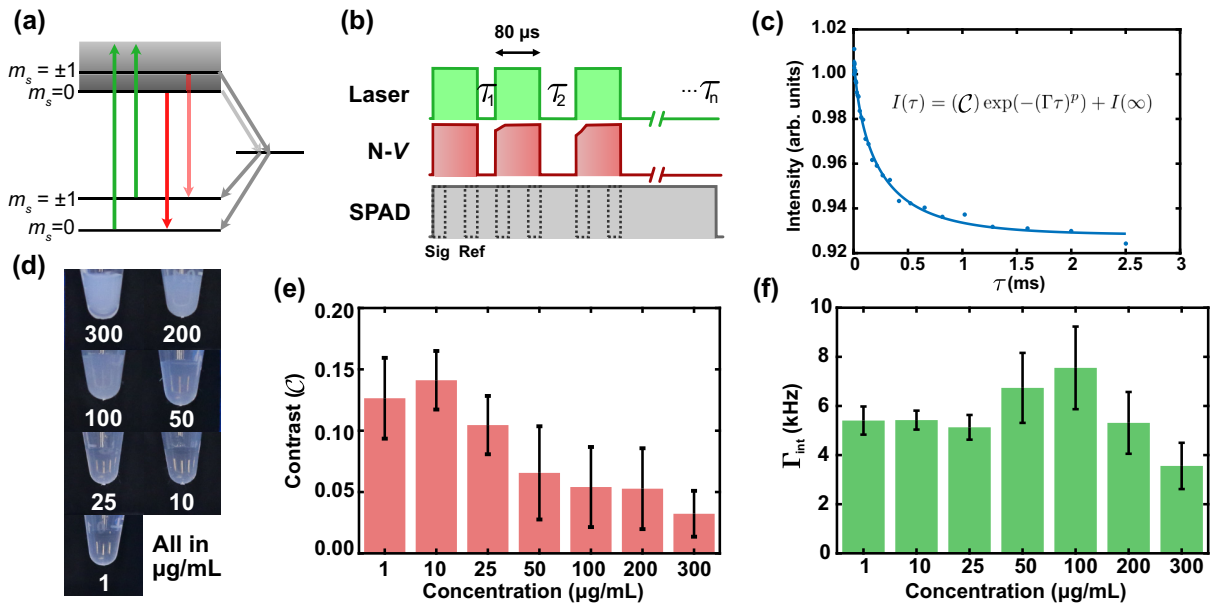 (a)
m_s = ±1
m_s=0
m_s = ±1
m_s=0
(b)
80 µs
Laser
τ1
τ2
...τn
N-V
SPAD
Sig
Ref
(c)
Intensity (arb. units)
1.02
1.00
0.98
0.96
0.94
0.92
I(τ) = (C) exp(−(Γτ)^p) + I(∞)
0
0.5
1
1.5
2
2.5
3
τ (ms)
(d)
300
200
100
50
25
10
1
All in
µg/mL
(e)
Contrast (C)
0.20
0.15
0.10
0.05
0.00
1
10
25
50
100
200
300
Concentration (µg/mL)
(f)
Γint (kHz)
10
8
6
4
2
0
1
10
25
50
100
200
300
Concentration (µg/mL)